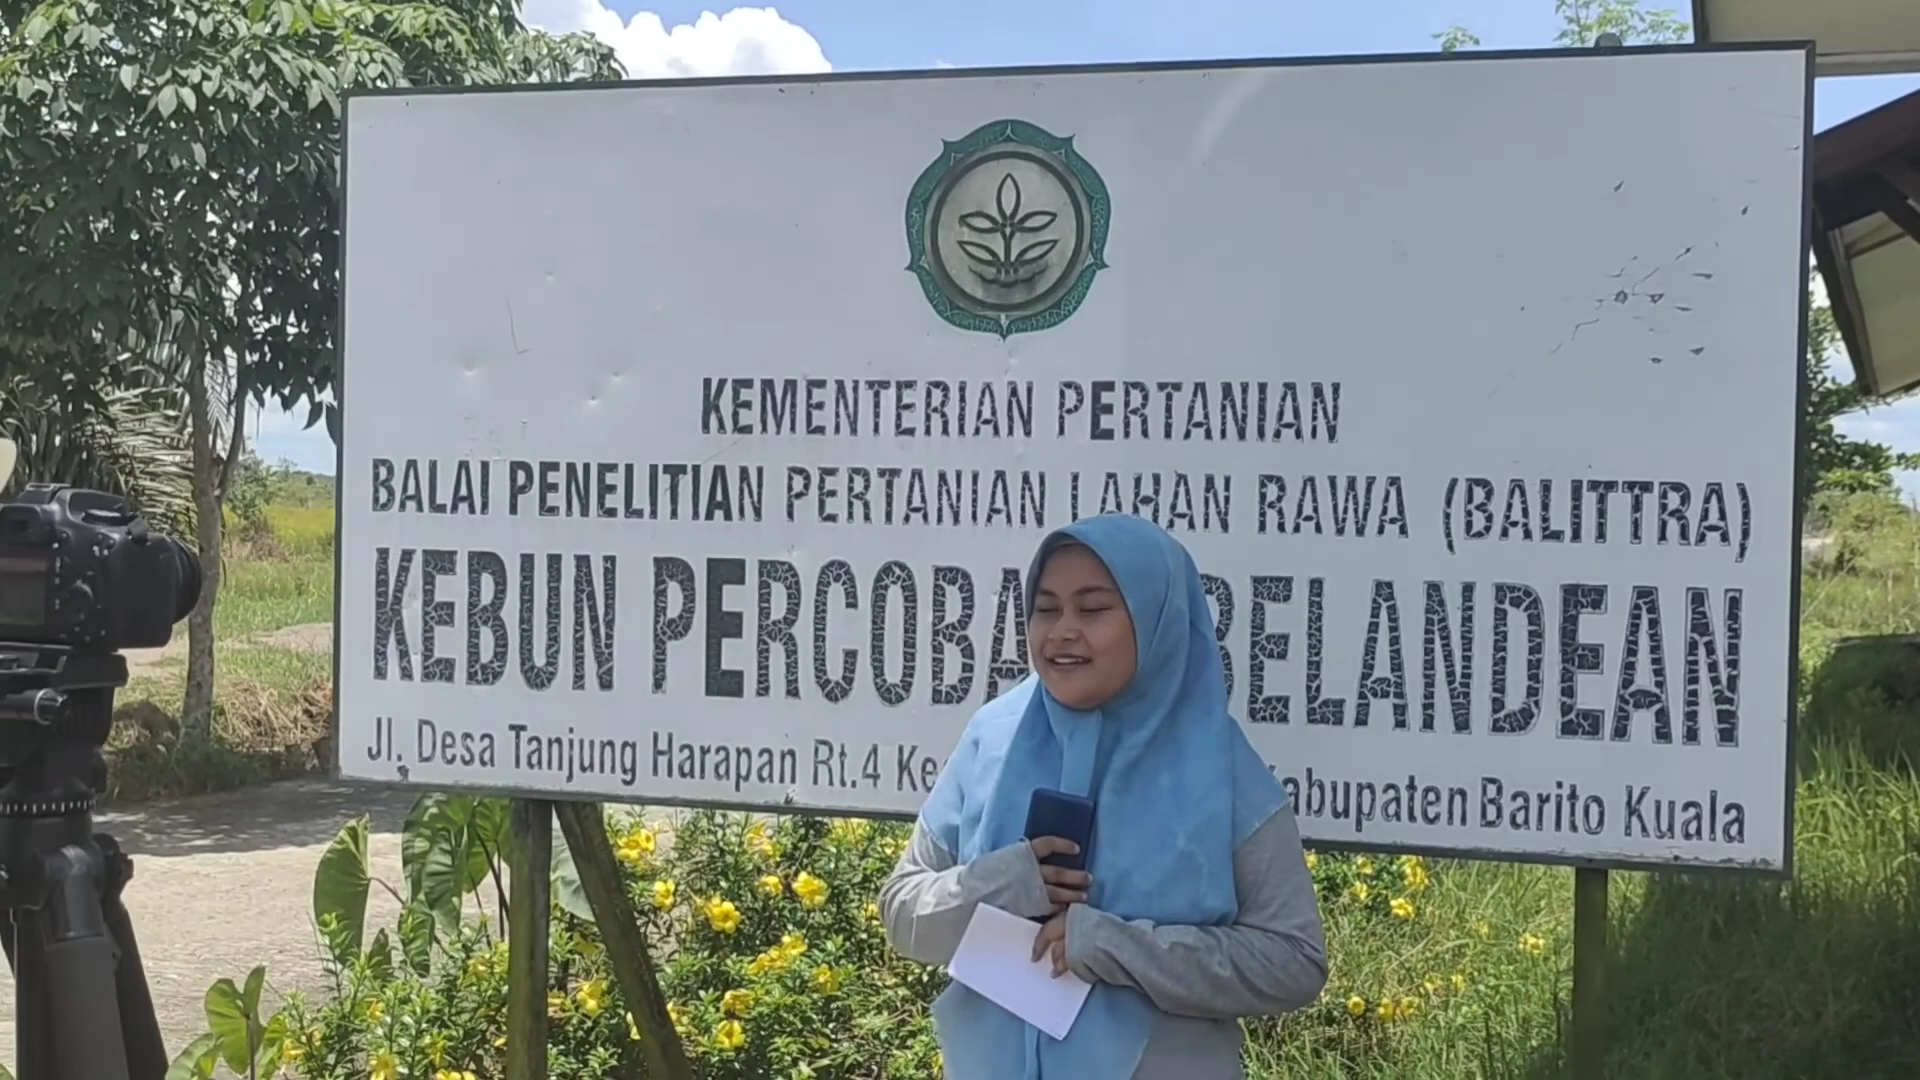 KEMENTERIAN PERTANIAN
BALAI PENELITIAN PERTANIAN LAHAN RAWA (BALITTRA)
KEBUN PERCOBA BELANDEAN
Jl. Desa Tanjung Harapan Rt.4 Ke abupaten Barito Kuala